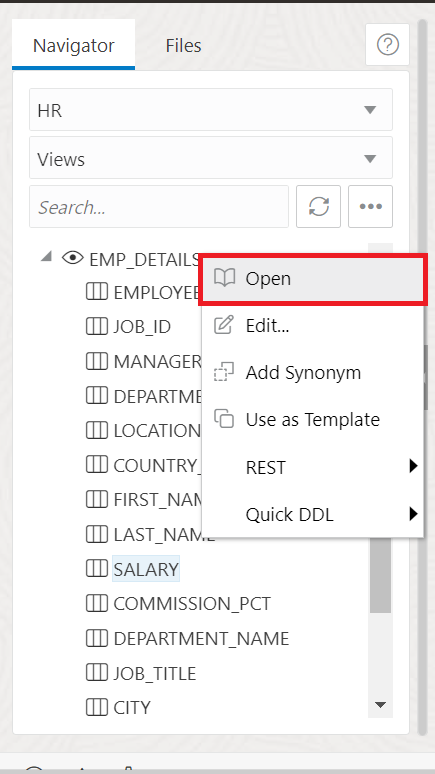 Navigator Files
HR
Views
Search...
EMP_DETAILS
Open
EMPLOYEE
Edit...
JOB_ID
MANAGER
Add Synonym
DEPARTME
Use as Template
LOCATION
COUNTRY_
REST
FIRST_NAM
Quick DDL
LAST_NAME
SALARY
COMMISSION_PCT
DEPARTMENT_NAME
JOB_TITLE
CITY